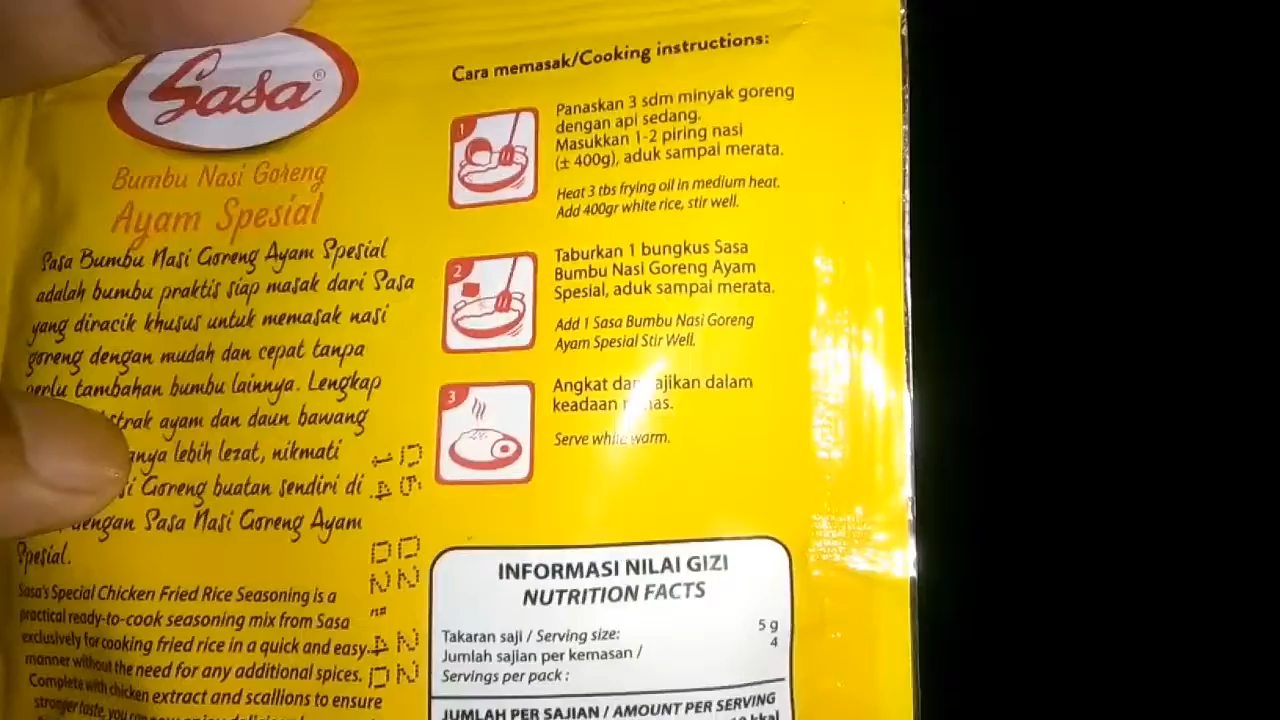 Sasa®
Bumbu Nasi Goreng
Ayam Spesial
Sasa Bumbu Nasi Goreng Ayam Spesial
adalah bumbu praktis siap masak dari Sasa
yang diracik khusus untuk memasak nasi
goreng dengan mudah dan cepat tanpa
perlu tambahan bumbu lainnya. Lengkap
ayam dan daun bawang
lebih lezat, nikmati
Goreng buatan sendiri di
dengan Sasa Nasi Goreng Ayam
Spesial.
Sasa's Special Chicken Fried Rice Seasoning is a
practical ready-to-cook seasoning mix from Sasa
exclusively for cooking fried rice in a quick and easy
manner without the need for any additional spices.
Complete with chicken extract and scallions to ensure
stronger taste, you
Cara memasak/Cooking instructions:
1
Panaskan 3 sdm minyak goreng
dengan api sedang.
Masukkan 1-2 piring nasi
(± 400g), aduk sampai merata.
Heat 3 tbs frying oil in medium heat.
Add 400gr white rice, stir well.
2
Taburkan 1 bungkus Sasa
Bumbu Nasi Goreng Ayam
Spesial, aduk sampai merata.
Add 1 Sasa Bumbu Nasi Goreng
Ayam Spesial Stir Well.
3
Angkat dan sajikan dalam
keadaan panas.
Serve while warm.
INFORMASI NILAI GIZI
NUTRITION FACTS
Takaran saji / Serving size: 5 g
Jumlah sajian per kemasan / 4
Servings per pack :
JUMLAH PER SAJIAN / AMOUNT PER SERVING
kkal